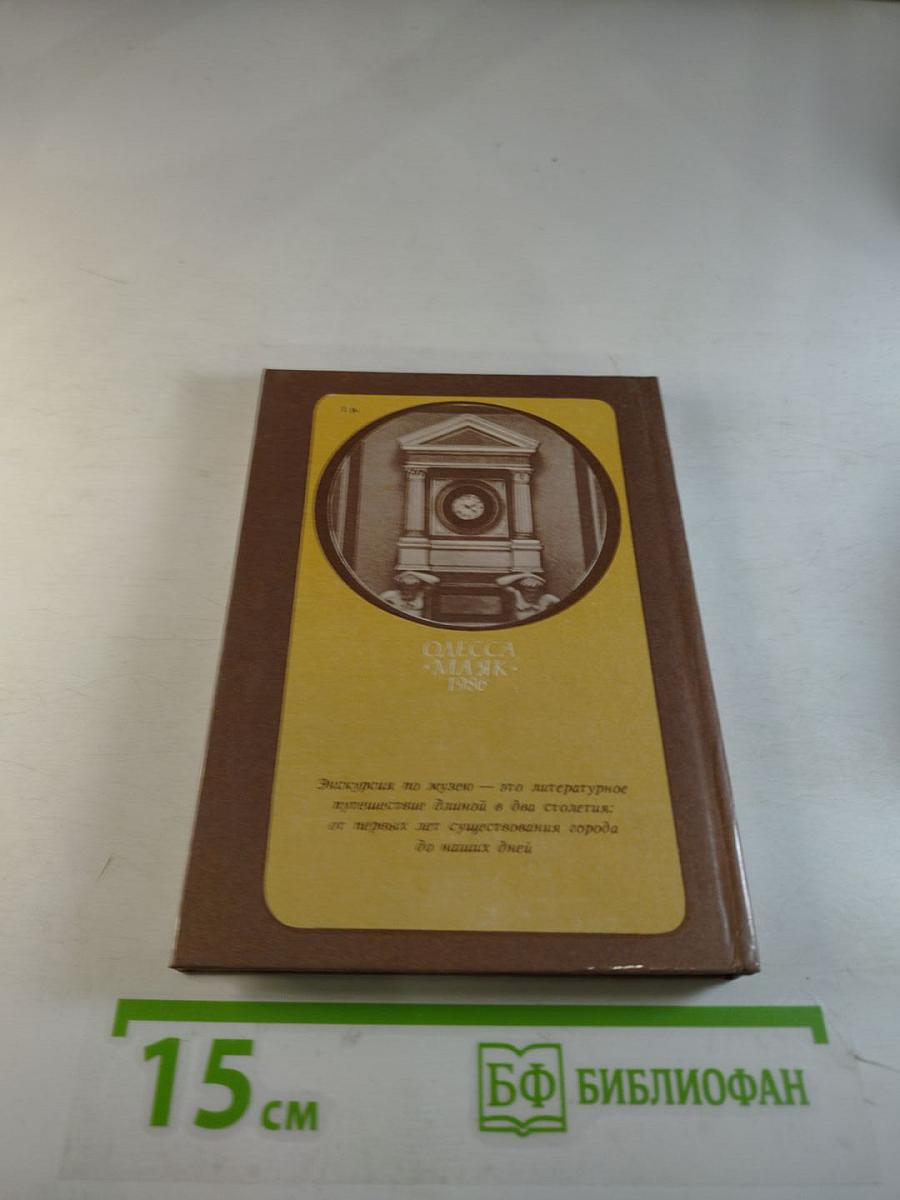 ОДЕССА
«МАЯК»
1986
Экскурсия по музею — это литературное
путешествие длиной в два столетия:
от первых лет существования города
до наших дней
15 см
БФ БИБЛИОФАН